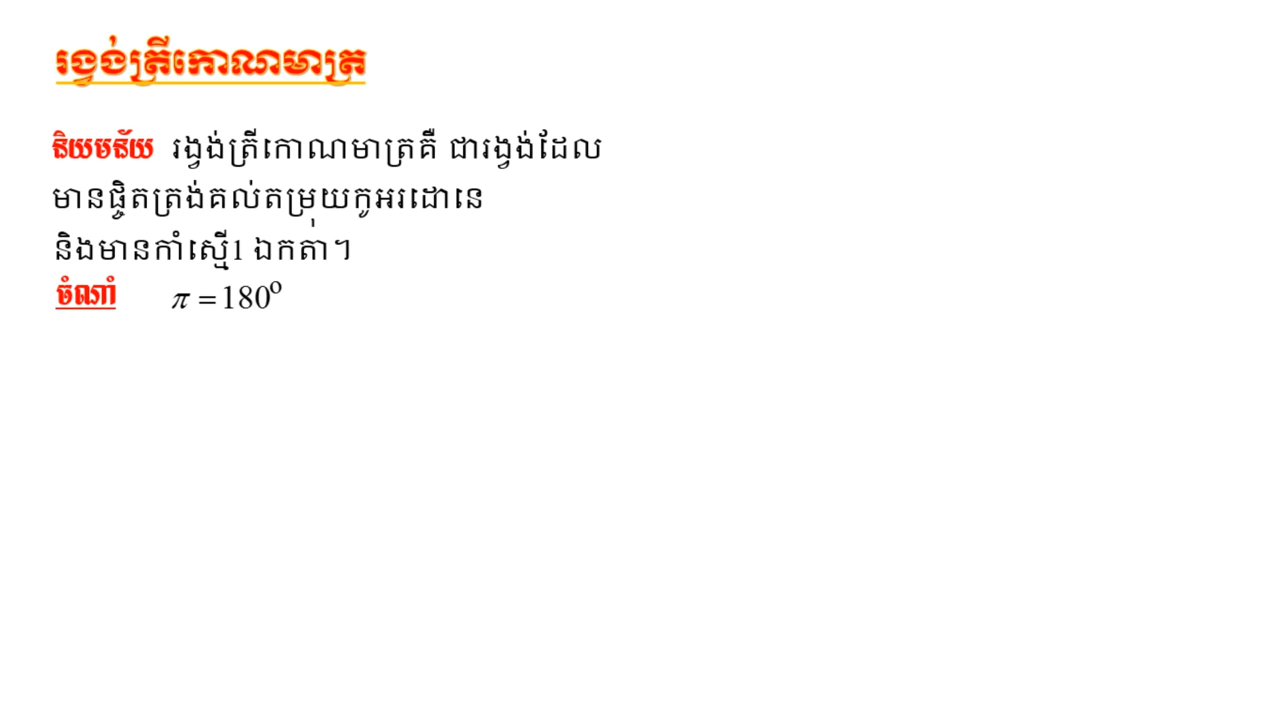 រង្វង់ត្រីកោណមាត្រ
និយមន័យ រង្វង់ត្រីកោណមាត្រគឺ ជារង្វង់ដែល
មានផ្ចិតត្រង់គល់តម្រុយកូអរដោនេ
និងមានកាំស្មើ1 ឯកតា។
ចំណាំ π = 180°